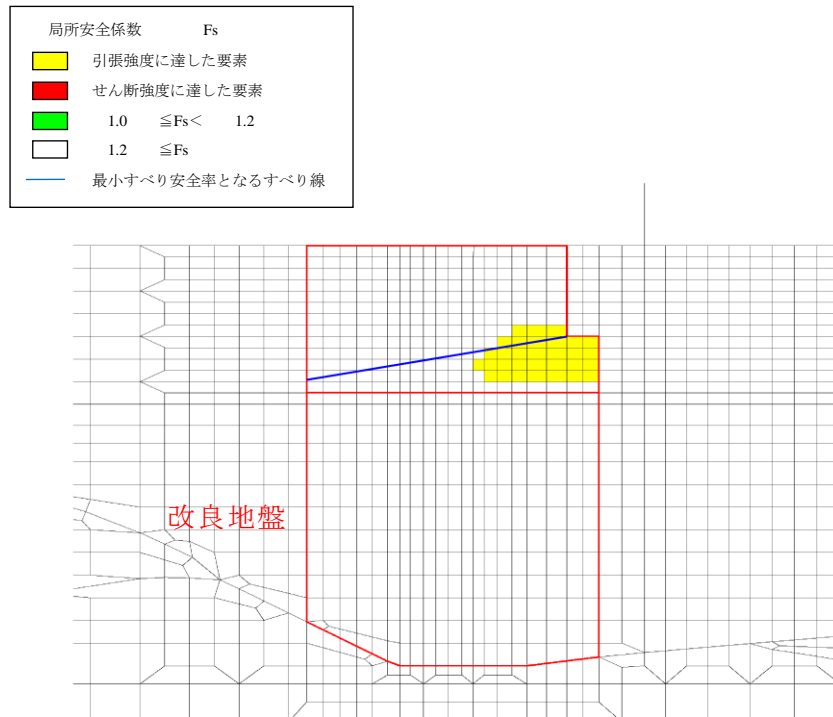 局所安全係数 Fs
引張強度に達した要素
せん断強度に達した要素
1.0 ≦Fs< 1.2
1.2 ≦Fs
最小すべり安全率となるすべり線
改良地盤